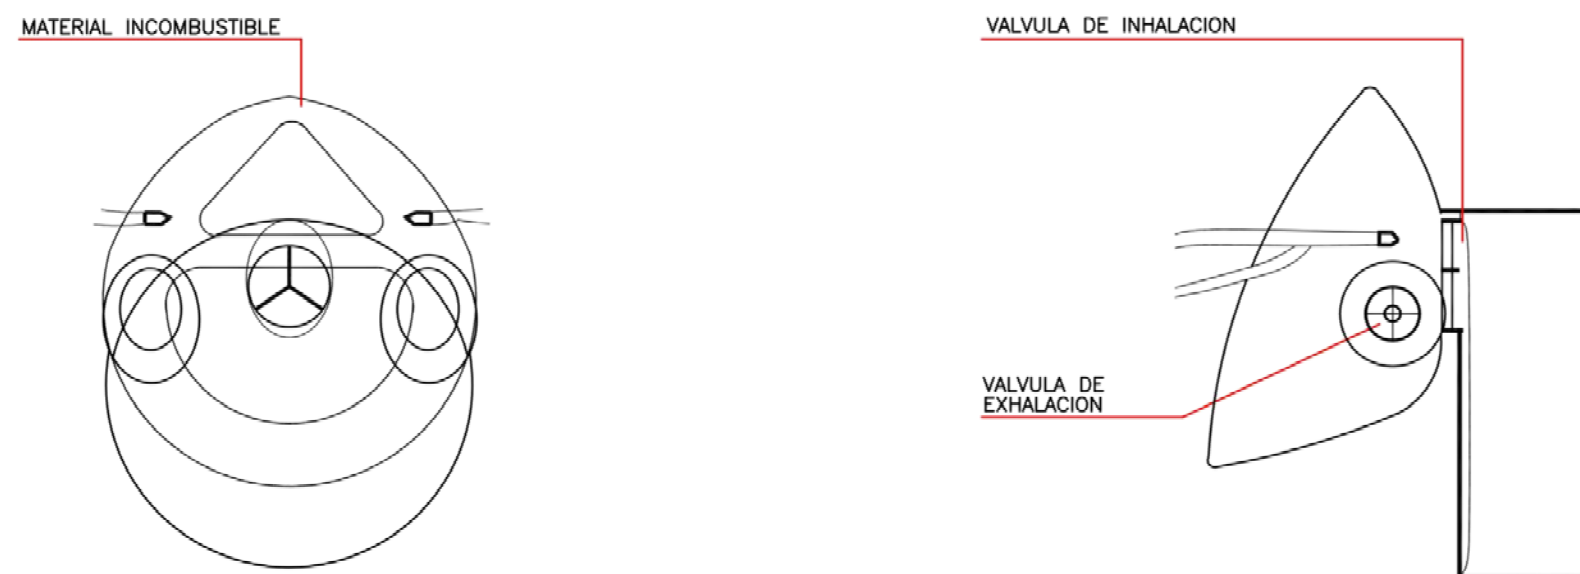 MATERIAL INCOMBUSTIBLE
VALVULA DE INHALACION
VALVULA DE
EXHALACION